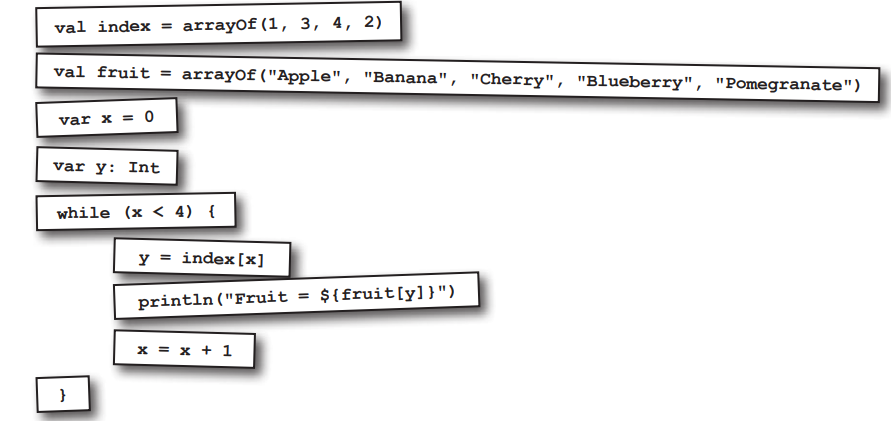 val index = arrayOf(1, 3, 4, 2)
val fruit = arrayOf("Apple", "Banana", "Cherry", "Blueberry", "Pomegranate")
var x = 0
var y: Int
while (x < 4) {
y = index[x]
println("Fruit = ${fruit[y]}")
x = x + 1
}